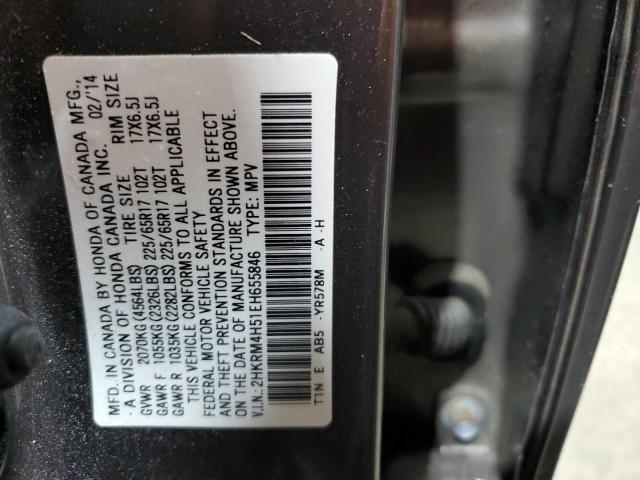 MFD. IN CANADA BY HONDA OF CANADA MFG.,
- A DIVISION OF HONDA CANADA INC. 02/'14
TIRE SIZE RIM SIZE
GVWR 2070KG (4564LBS)
GAWR F 1055KG (2326LBS) 225/65R17 102T 17X6.5J
GAWR R 1035KG (2282LBS) 225/65R17 102T 17X6.5J
THIS VEHICLE CONFORMS TO ALL APPLICABLE
FEDERAL MOTOR VEHICLE SAFETY
AND THEFT PREVENTION STANDARDS IN EFFECT
ON THE DATE OF MANUFACTURE SHOWN ABOVE.
V.I.N.: 2HKRM4H51EH655846 TYPE: MPV
T1N E AB5 -YR578M -A -H